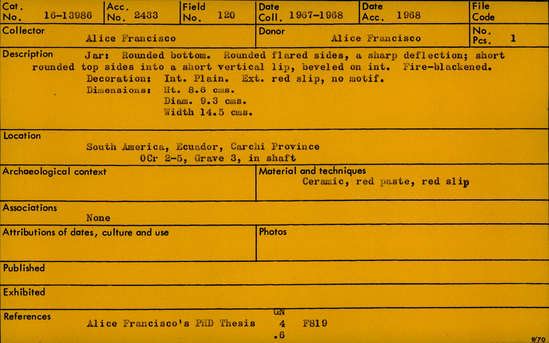 Cat. No. 16-13986 Acc. No. 2433 Field No. 120 Date Coll. 1967-1968 Date Acc. 1968 File Code
Collector Alice Francisco Donor Alice Francisco No. Pcs. 1
Description Jar: Rounded bottom. Rounded flared sides, a sharp deflection; short
rounded top sides into a short vertical lip, beveled on int. Fire-blackened.
Decoration: Int. Plain. Ext. red slip, no motif.
Dimensions: Ht. 8.6 cms.
Diam. 9.3 cms.
Width 14.5 cms.
Location
South America, Ecuador, Carchi Province
OCr 2-5, Grave 3, in shaft
Archaeological context Material and techniques
Ceramic, red paste, red slip
Associations
None
Attributions of dates, culture and use Photos
Published
Exhibited
References Alice Francisco's PhD Thesis GN 4 .6 F819
9/70